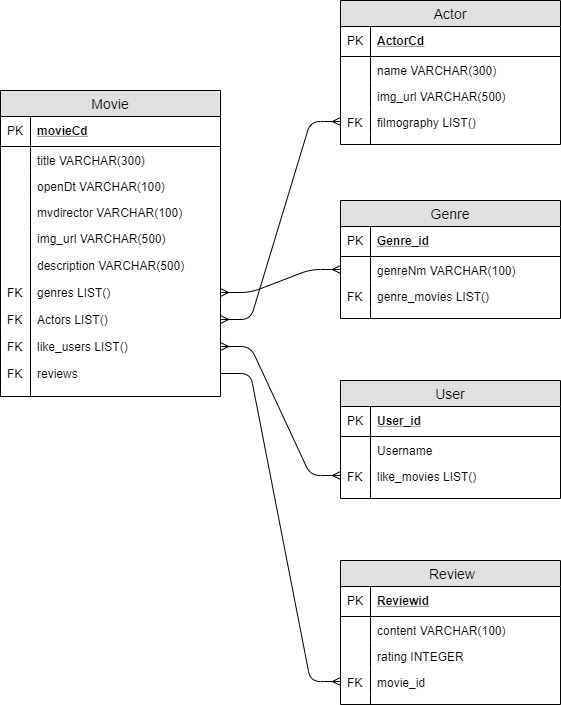 Movie
PK movieCd
title VARCHAR(300)
openDt VARCHAR(100)
mvdirector VARCHAR(100)
img_url VARCHAR(500)
description VARCHAR(500)
FK genres LIST()
FK Actors LIST()
FK like_users LIST()
FK reviews
Actor
PK ActorCd
name VARCHAR(300)
img_url VARCHAR(500)
FK filmography LIST()
Genre
PK Genre_id
genreNm VARCHAR(100)
FK genre_movies LIST()
User
PK User_id
Username
FK like_movies LIST()
Review
PK Reviewid
content VARCHAR(100)
rating INTEGER
FK movie_id